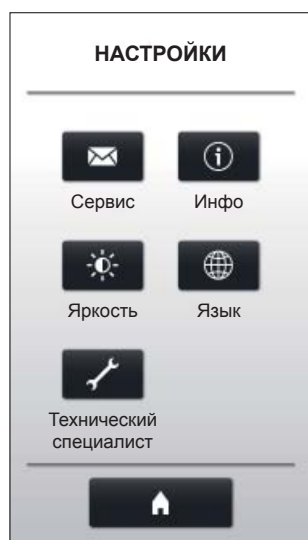 НАСТРОЙКИ
Сервис
Инфо
Яркость
Язык
Технический
специалист